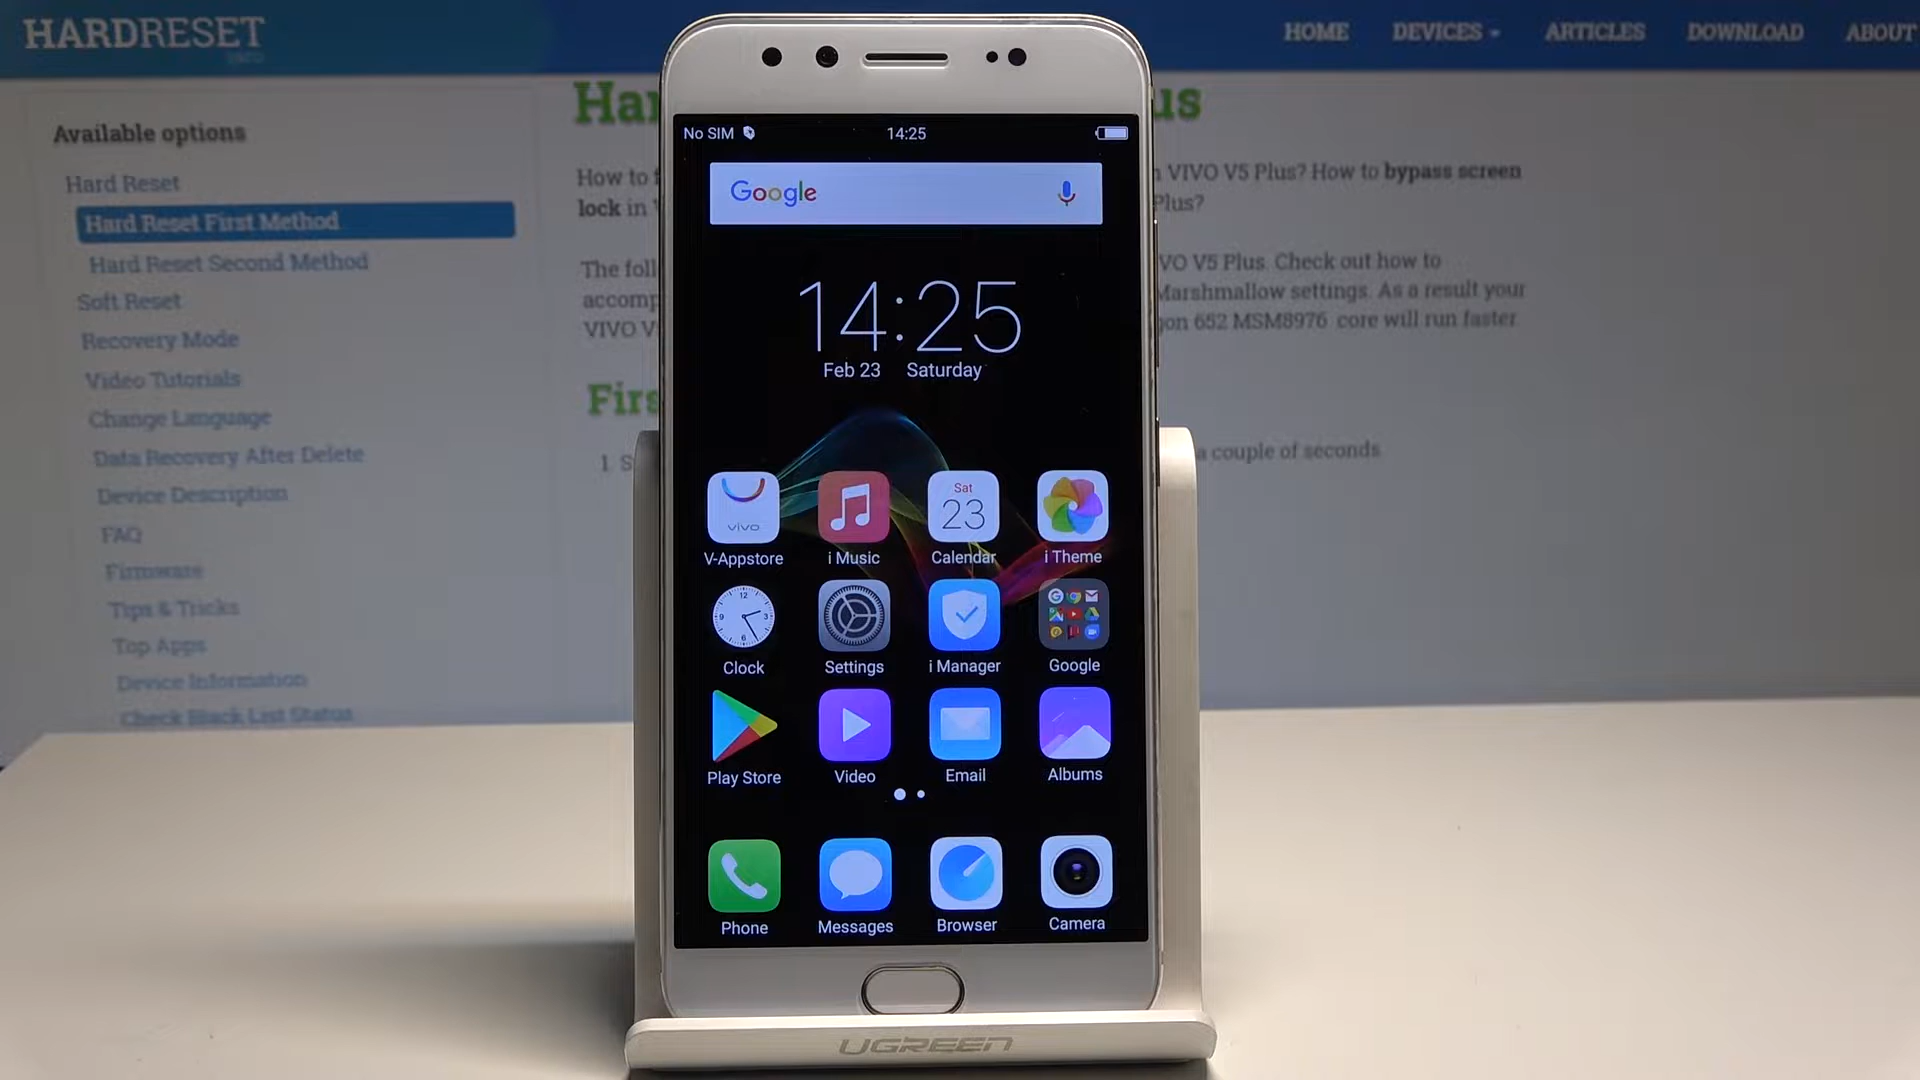 HARDRESET
HOME
DEVICES
ARTICLES
DOWNLOAD
ABOUT
Available options
Hard Reset
Hard Reset First Method
Hard Reset Second Method
Soft Reset
Recovery Mode
Video Tutorials
Change Language
Data Recovery After Delete
Device Description
FAQ
Firmware
Tips & Tricks
Top Apps
Device Information
Check Black List Status
Ha
us
How to
VIVO V5 Plus? How to bypass screen
lock in
Plus?
The foll
VO V5 Plus. Check out how to
accomp
Marshmallow settings. As a result your
VIVO V
on 652 MSM8976 core will run faster.
Firs
1 S
a couple of seconds.
No SIM
14:25
Google
14:25
Feb 23 Saturday
vivo
Sat
23
V-Appstore
i Music
Calendar
i Theme
12
3
6
9
Clock
Settings
i Manager
Google
Play Store
Video
Email
Albums
Phone
Messages
Browser
Camera
UGREEN